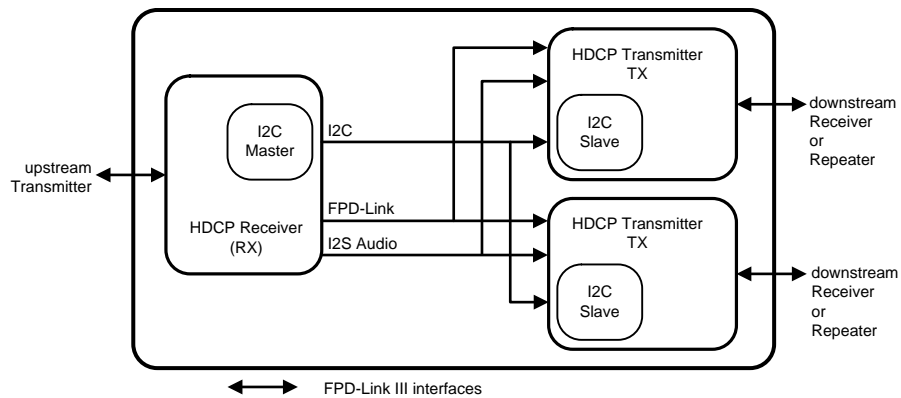 upstream
Transmitter
I2C
Master
HDCP Receiver
(RX)
I2C
FPD-Link
I2S Audio
HDCP Transmitter
TX
I2C
Slave
downstream
Receiver
or
Repeater
HDCP Transmitter
TX
I2C
Slave
downstream
Receiver
or
Repeater
FPD-Link III interfaces